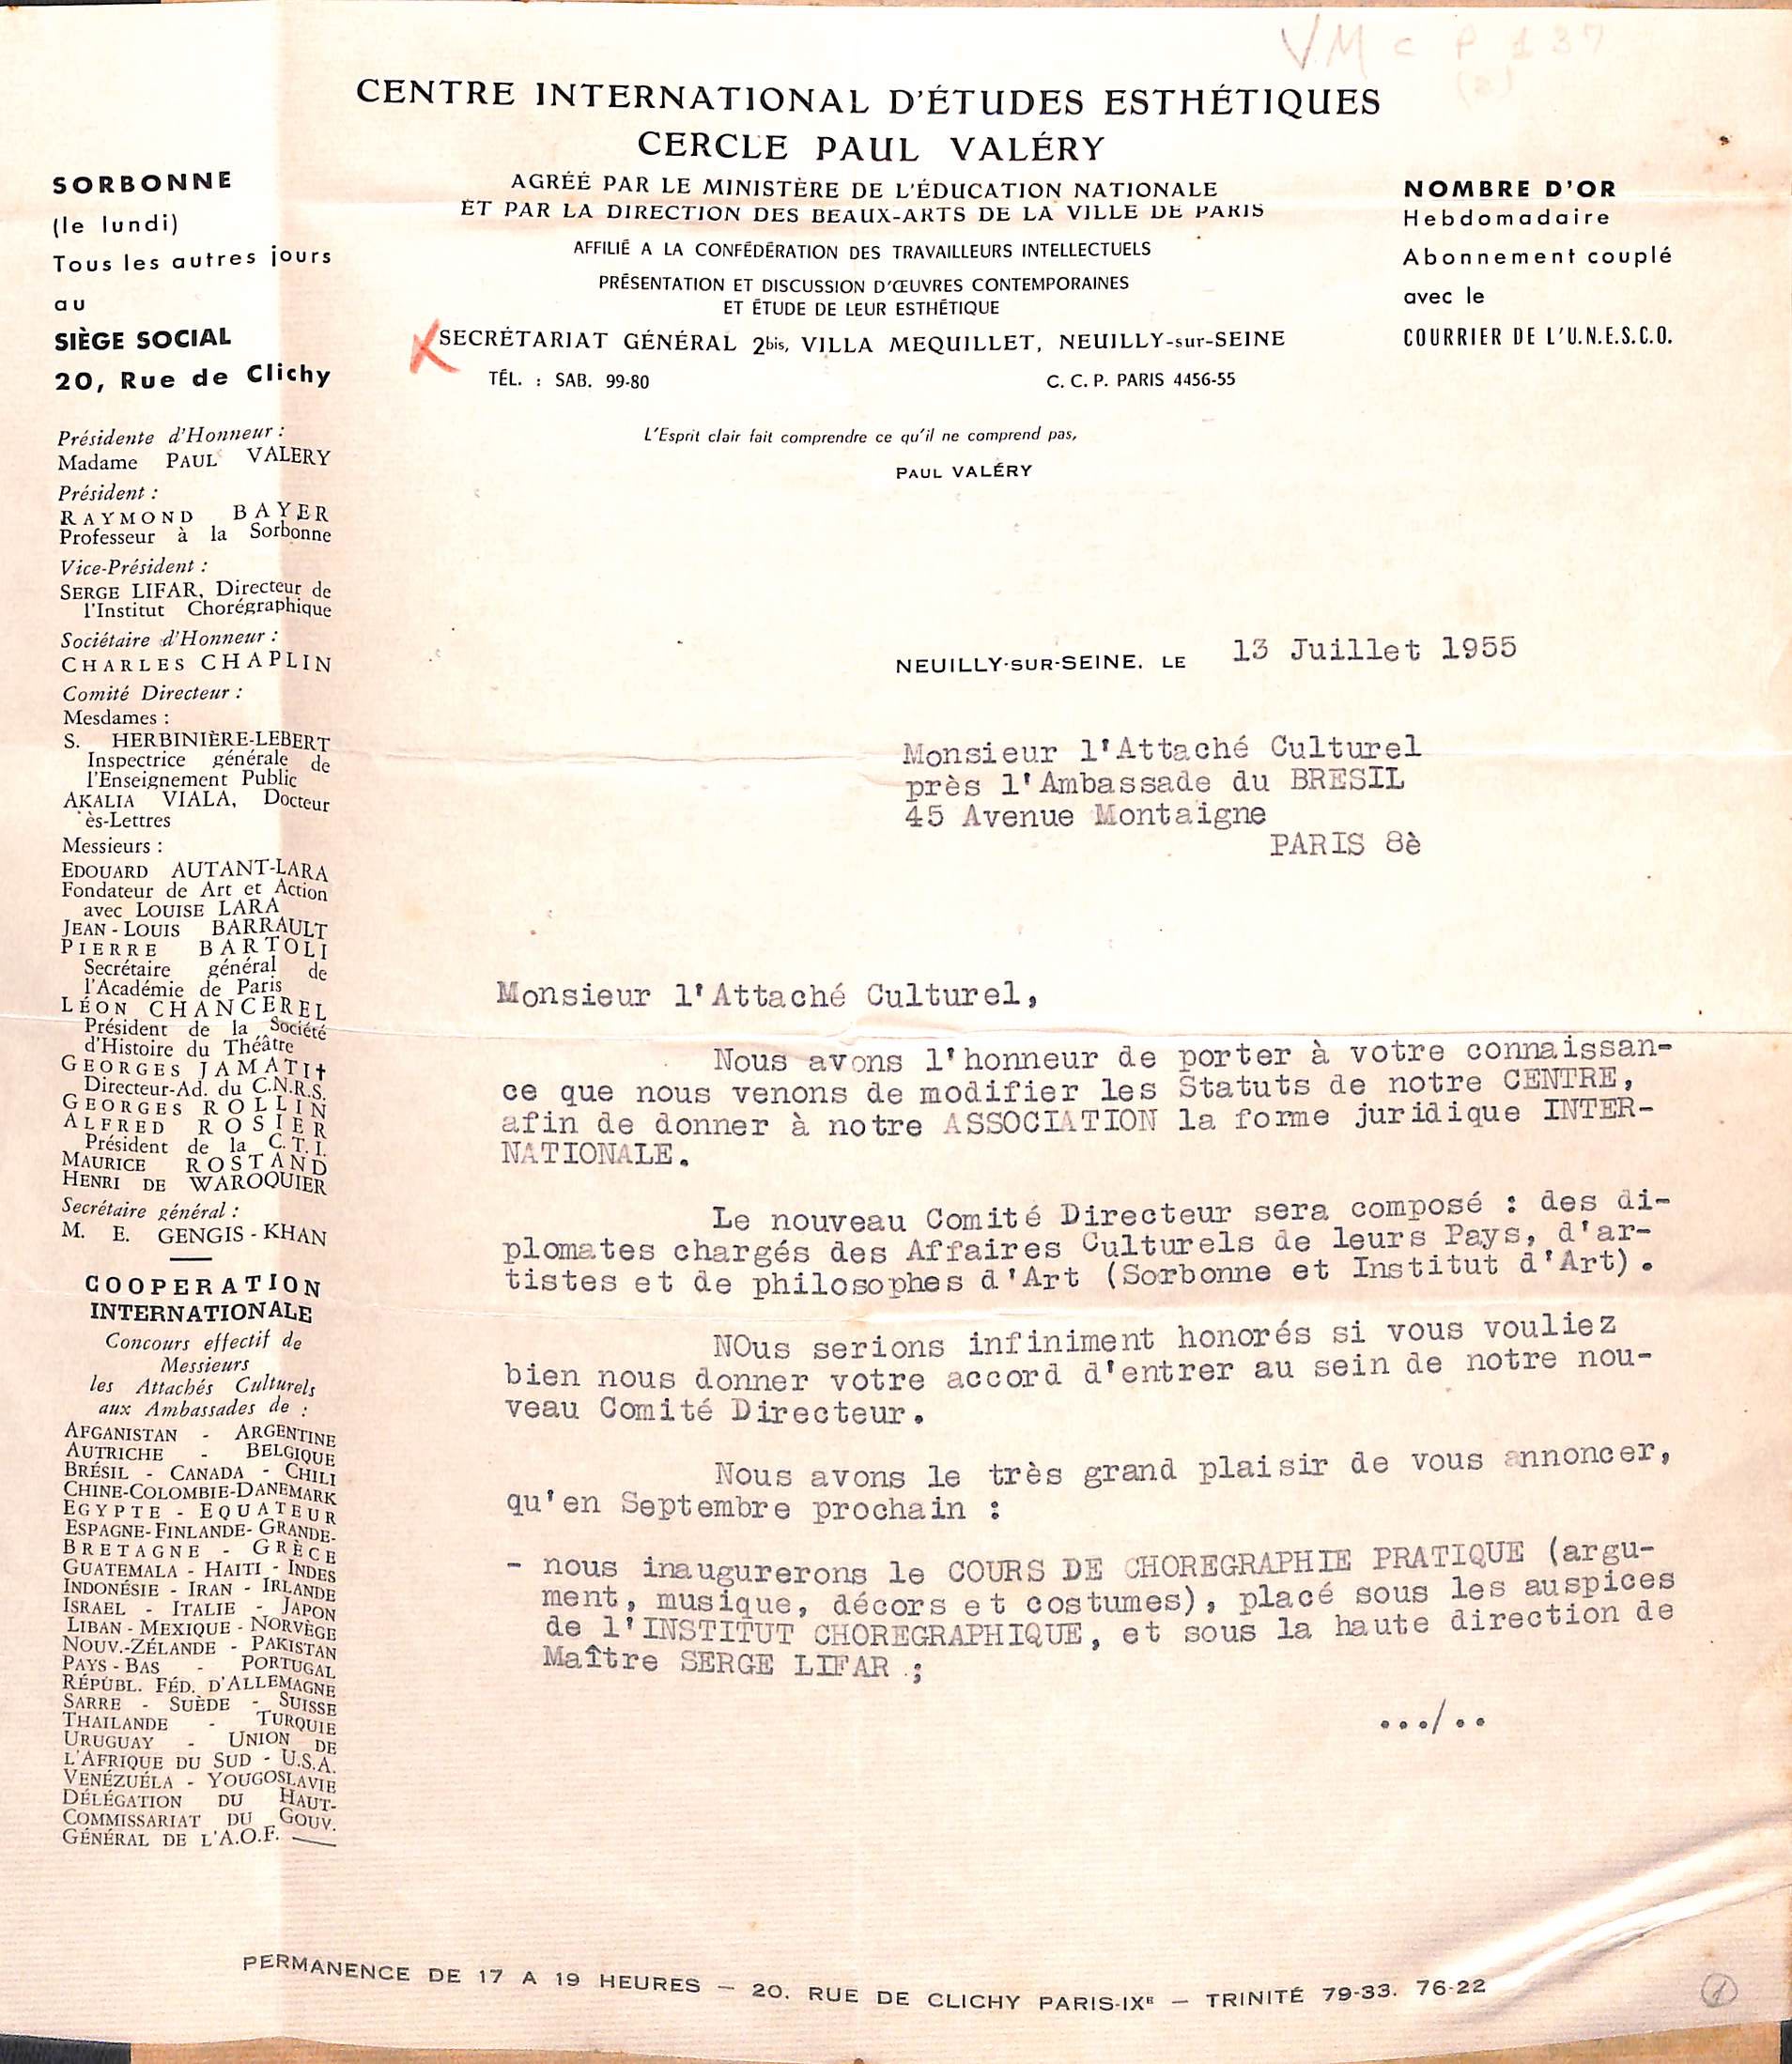 VM c P 137
(a)
CENTRE INTERNATIONAL D'ÉTUDES ESTHÉTIQUES
CERCLE PAUL VALÉRY
AGRÉÉ PAR LE MINISTÈRE DE L'ÉDUCATION NATIONALE
ET PAR LA DIRECTION DES BEAUX-ARTS DE LA VILLE DE PARIS
AFFILIÉ A LA CONFÉDÉRATION DES TRAVAILLEURS INTELLECTUELS
PRÉSENTATION ET DISCUSSION D'ŒUVRES CONTEMPORAINES
ET ÉTUDE DE LEUR ESTHÉTIQUE
SECRÉTARIAT GÉNÉRAL 2bis, VILLA MEQUILLET, NEUILLY-sur-SEINE
TÉL. : SAB. 99-80
C. C. P. PARIS 4456-55
L'Esprit clair fait comprendre ce qu'il ne comprend pas,
PAUL VALÉRY
SORBONNE
(le lundi)
Tous les autres jours
au
SIÈGE SOCIAL
20, Rue de Clichy
NOMBRE D'OR
Hebdomadaire
Abonnement couplé
avec le
COURRIER DE L'U.N.E.S.C.O.
Présidente d'Honneur :
Madame PAUL VALERY
Président :
RAYMOND BAYER
Professeur à la Sorbonne
Vice-Président :
SERGE LIFAR, Directeur de
l'Institut Chorégraphique
Sociétaire d'Honneur :
CHARLES CHAPLIN
Comité Directeur :
Mesdames :
S. HERBINIÈRE-LEBERT
Inspectrice générale de
l'Enseignement Public
AKALIA VIALA, Docteur
ès-Lettres
Messieurs :
EDOUARD AUTANT-LARA
Fondateur de Art et Action
avec LOUISE LARA
JEAN-LOUIS BARRAULT
PIERRE BARTOLI
Secrétaire général de
l'Académie de Paris
LÉON CHANCEREL
Président de la Société
d'Histoire du Théâtre
GEORGES JAMATI†
Directeur-Ad. du C.N.R.S.
GEORGES ROLLIN
ALFRED ROSIER
Président de la C.T.I.
MAURICE ROSTAND
HENRI DE WAROQUIER
Secrétaire général :
M. E. GENGIS-KHAN
COOPERATION
INTERNATIONALE
Concours effectif de
Messieurs
les Attachés Culturels
aux Ambassades de :
AFGANISTAN - ARGENTINE
AUTRICHE - BELGIQUE
BRÉSIL - CANADA - CHILI
CHINE-COLOMBIE-DANEMARK
EGYPTE - EQUATEUR
ESPAGNE-FINLANDE-GRANDE-
BRETAGNE - GRÈCE
GUATEMALA - HAITI - INDES
INDONÉSIE - IRAN - IRLANDE
ISRAEL - ITALIE - JAPON
LIBAN - MEXIQUE - NORVÈGE
NOUV.-ZÉLANDE - PAKISTAN
PAYS-BAS - PORTUGAL
RÉPUBL. FÉD. D'ALLEMAGNE
SARRE - SUÈDE - SUISSE
THAILANDE - TURQUIE
URUGUAY - UNION DE
L'AFRIQUE DU SUD - U.S.A.
VENÉZUÉLA - YOUGOSLAVIE
DÉLÉGATION DU HAUT-
COMMISSARIAT DU GOUV.
GÉNÉRAL DE L'A.O.F.
NEUILLY-SUR-SEINE, LE 13 Juillet 1955
Monsieur l'Attaché Culturel
près l'Ambassade du BRESIL
45 Avenue Montaigne
PARIS 8è
Monsieur l'Attaché Culturel,
Nous avons l'honneur de porter à votre connaissan-
ce que nous venons de modifier les Statuts de notre CENTRE,
afin de donner à notre ASSOCIATION la forme juridique INTER-
NATIONALE.
Le nouveau Comité Directeur sera composé : des di-
plomates chargés des Affaires Culturels de leurs Pays, d'ar-
tistes et de philosophes d'Art (Sorbonne et Institut d'Art).
NOus serions infiniment honorés si vous vouliez
bien nous donner votre accord d'entrer au sein de notre nou-
veau Comité Directeur.
Nous avons le très grand plaisir de vous annoncer,
qu'en Septembre prochain :
- nous inaugurerons le COURS DE CHOREGRAPHIE PRATIQUE (argu-
ment, musique, décors et costumes), placé sous les auspices
de l'INSTITUT CHOREGRAPHIQUE, et sous la haute direction de
Maître SERGE LIFAR ;
.../..
PERMANENCE DE 17 A 19 HEURES — 20, RUE DE CLICHY PARIS-IXᴱ — TRINITÉ 79-33. 76-22
1